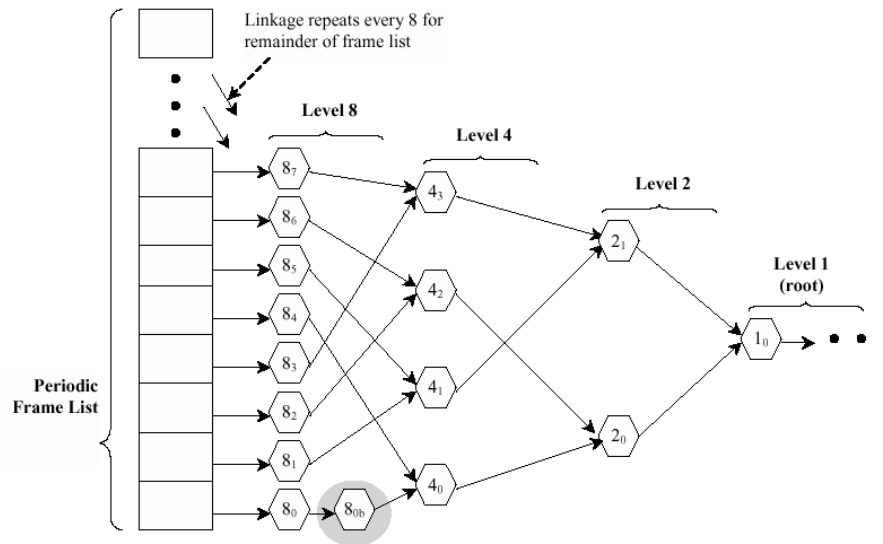 Linkage repeats every 8 for
remainder of frame list
Level 8
Level 4
Level 2
Level 1
(root)
Periodic
Frame List
8₇
8₆
8₅
8₄
8₃
8₂
8₁
8₀
8₀b
4₃
4₂
4₁
4₀
2₁
2₀
1₀